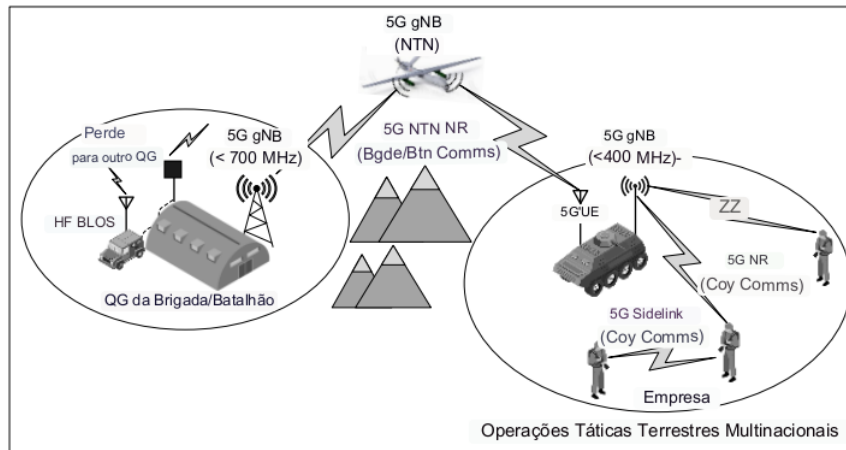 5G gNB
(NTN)
Perde
para outro QG
5G gNB
(< 700 MHz)
HF BLOS
QG da Brigada/Batalhão
5G NTN NR
(Bgde/Btn Comms)
5G gNB
(<400 MHz)-
5G'UE
ZZ
5G NR
(Coy Comms)
5G Sidelink
(Coy Comms)
Empresa
Operações Táticas Terrestres Multinacionais